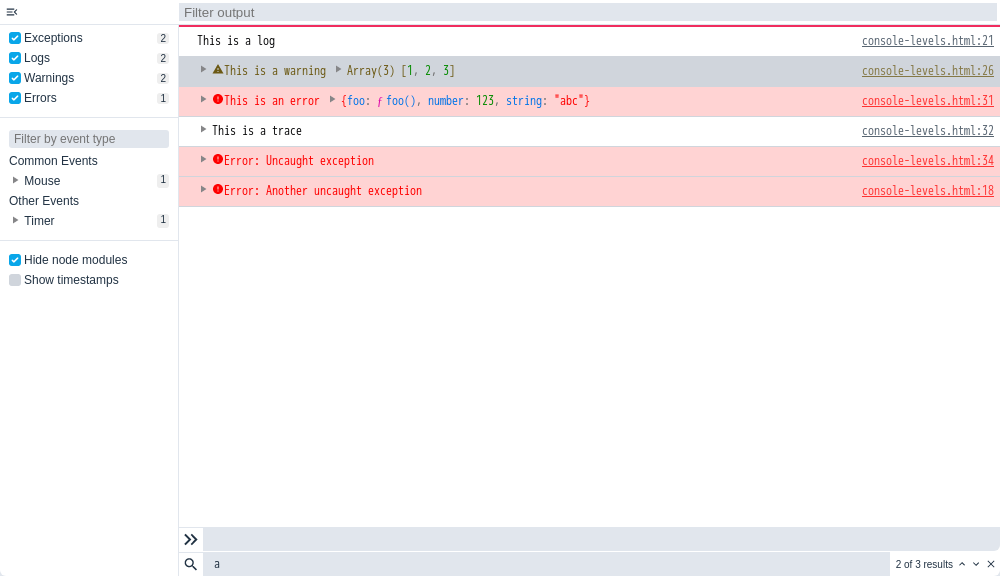 Filter output
Exceptions 2
Logs 2
Warnings 2
Errors 1
Filter by event type
Common Events
Mouse 1
Other Events
Timer 1
Hide node modules
Show timestamps
This is a log console-levels.html:21
This is a warning Array(3) [1, 2, 3] console-levels.html:26
This is an error {foo: ƒ foo(), number: 123, string: "abc"} console-levels.html:31
This is a trace console-levels.html:32
Error: Uncaught exception console-levels.html:34
Error: Another uncaught exception console-levels.html:18
a 2 of 3 results